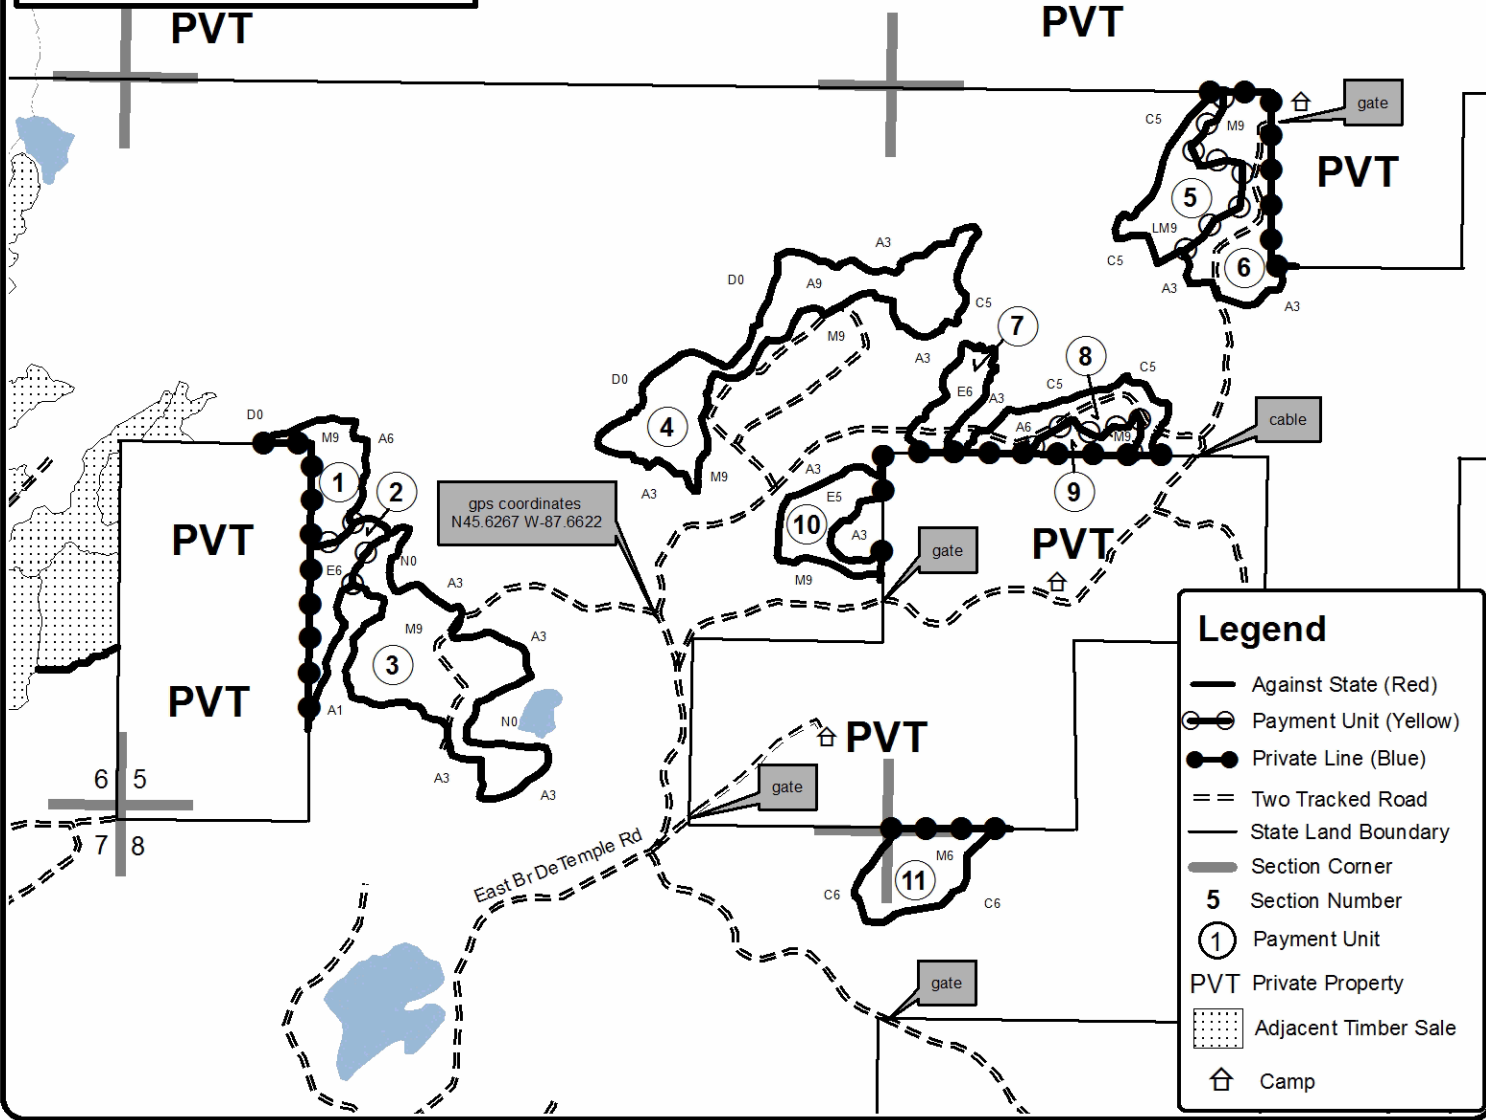 PVT
PVT
C5
M9
gate
PVT
5
LM9
C5
6
A3
A3
A3
D0
A9
C5
M9
7
A3
D0
E6
A3
8
C5
C5
4
A6
M9
cable
M9
A3
9
D0
M9
A6
1
2
gps coordinates
N45.6267 W-87.6622
A3
E5
10
A3
M9
gate
PVT
PVT
E6
N0
A3
M9
A3
3
PVT
A1
N0
A3
A3
PVT
gate
6 5
7 8
East Br DeTemple Rd
M6
11
C6
C6
gate
Legend
Against State (Red)
Payment Unit (Yellow)
Private Line (Blue)
Two Tracked Road
State Land Boundary
Section Corner
5 Section Number
1 Payment Unit
PVT Private Property
Adjacent Timber Sale
Camp